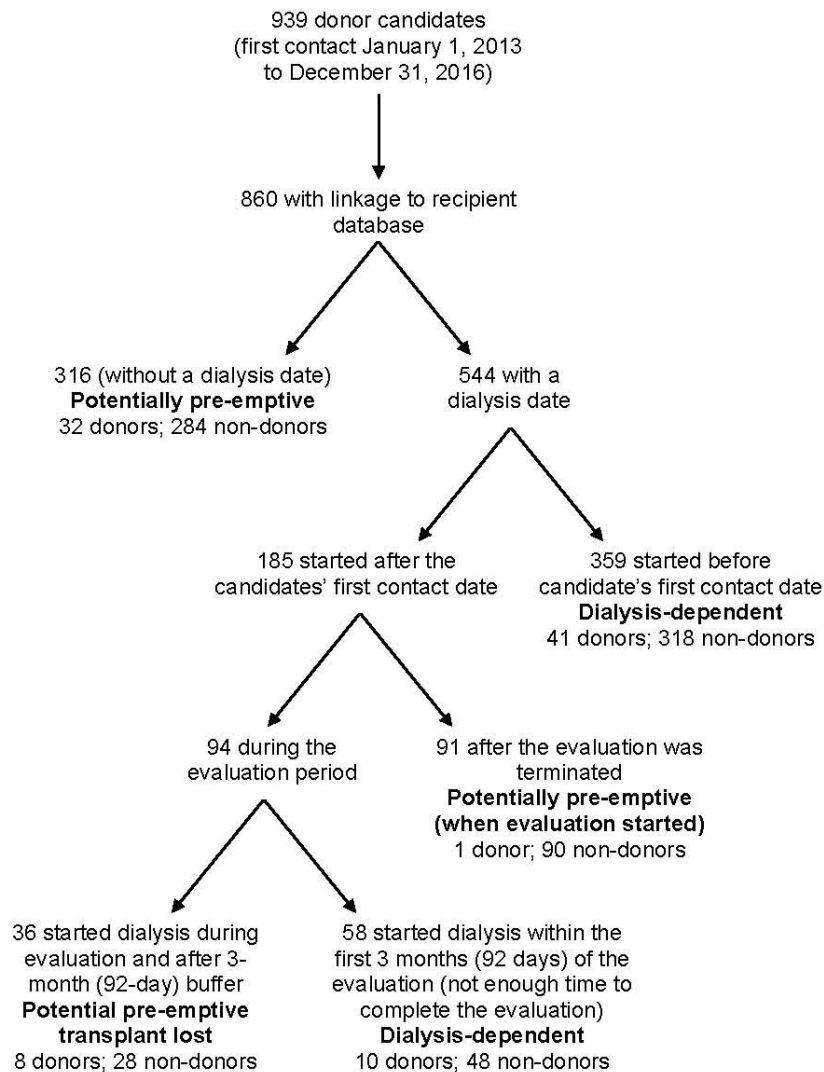 939 donor candidates
(first contact January 1, 2013
to December 31, 2016)
860 with linkage to recipient
database
316 (without a dialysis date)
Potentially pre-emptive
32 donors; 284 non-donors
544 with a
dialysis date
185 started after the
candidates' first contact date
359 started before
candidate's first contact date
Dialysis-dependent
41 donors; 318 non-donors
94 during the
evaluation period
91 after the evaluation was
terminated
Potentially pre-emptive
(when evaluation started)
1 donor; 90 non-donors
36 started dialysis during
evaluation and after 3-
month (92-day) buffer
Potential pre-emptive
transplant lost
8 donors; 28 non-donors
58 started dialysis within the
first 3 months (92 days) of the
evaluation (not enough time to
complete the evaluation)
Dialysis-dependent
10 donors; 48 non-donors